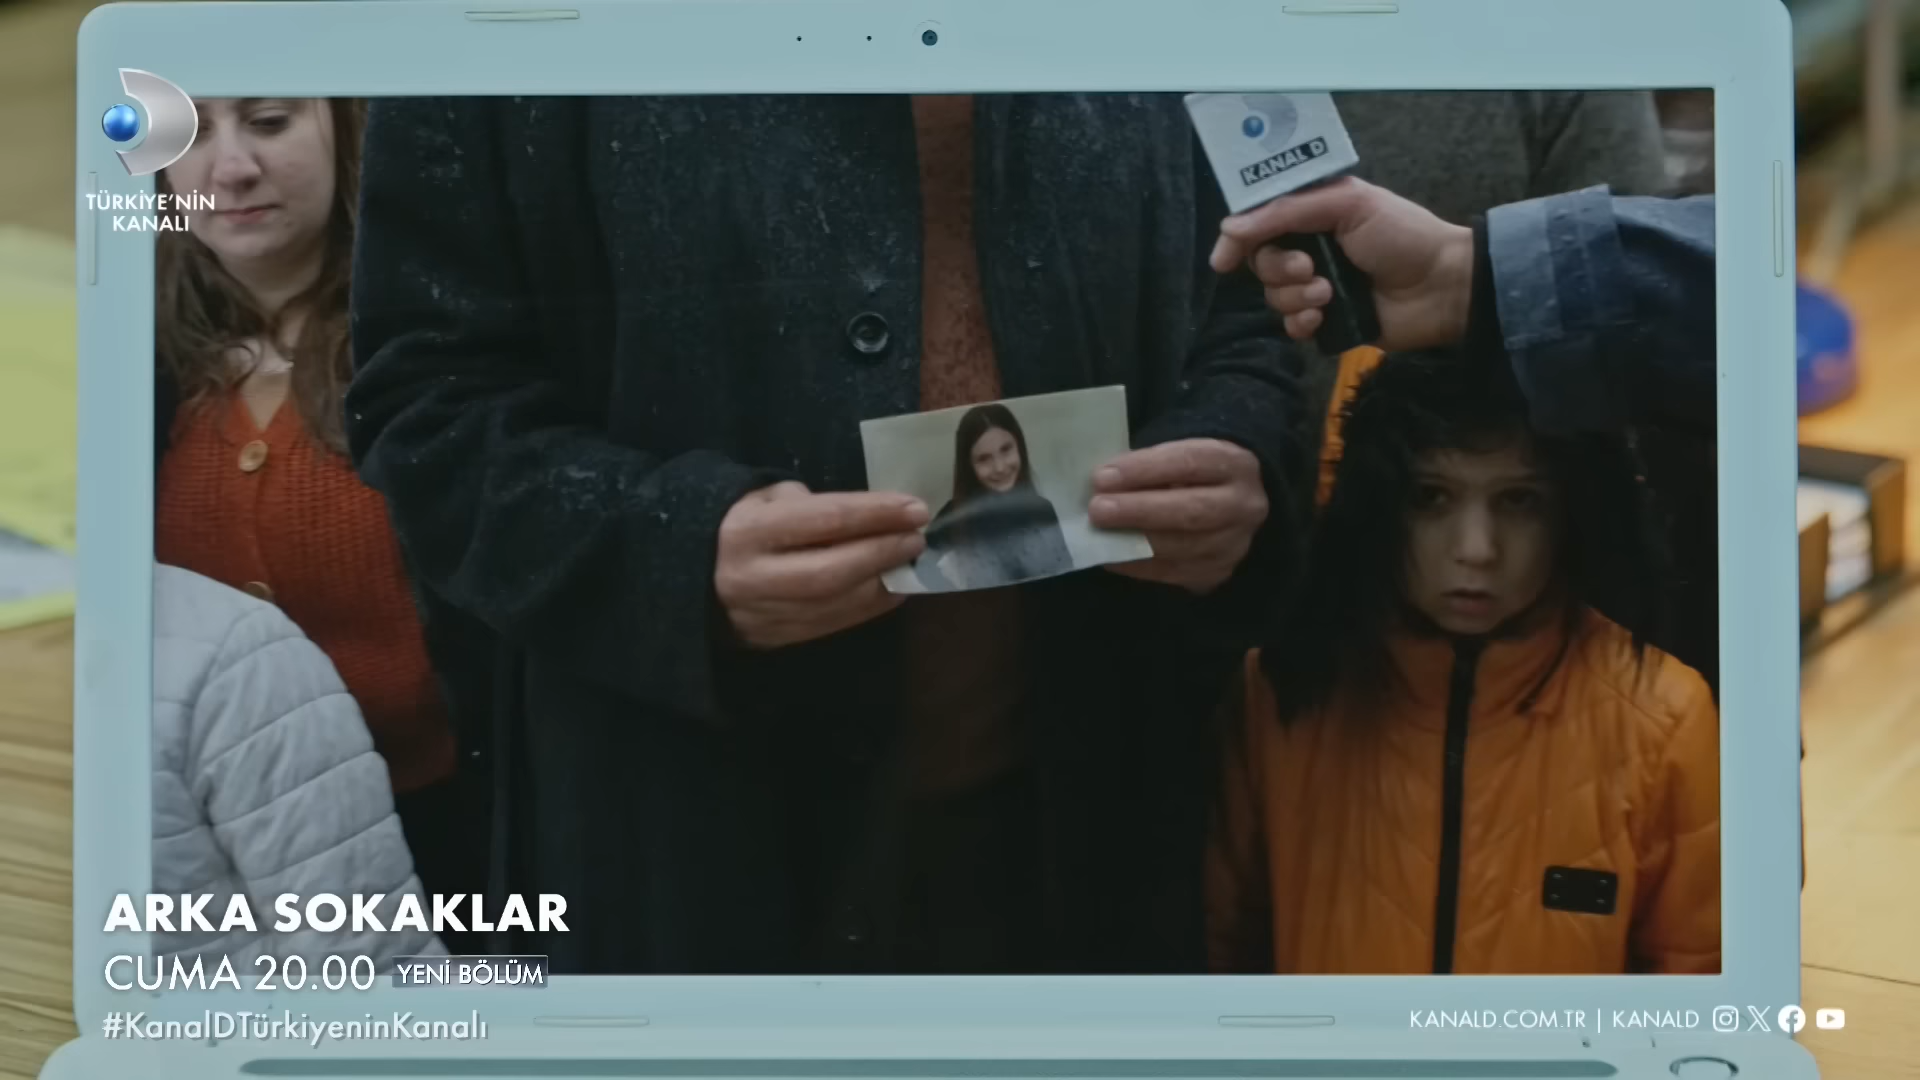 TÜRKİYE'NİN
KANALI
KANAL D
ARKA SOKAKLAR
CUMA 20.00 YENİ BÖLÜM
#KanalDTürkiyeninKanalı
KANALD.COM.TR | KANALD